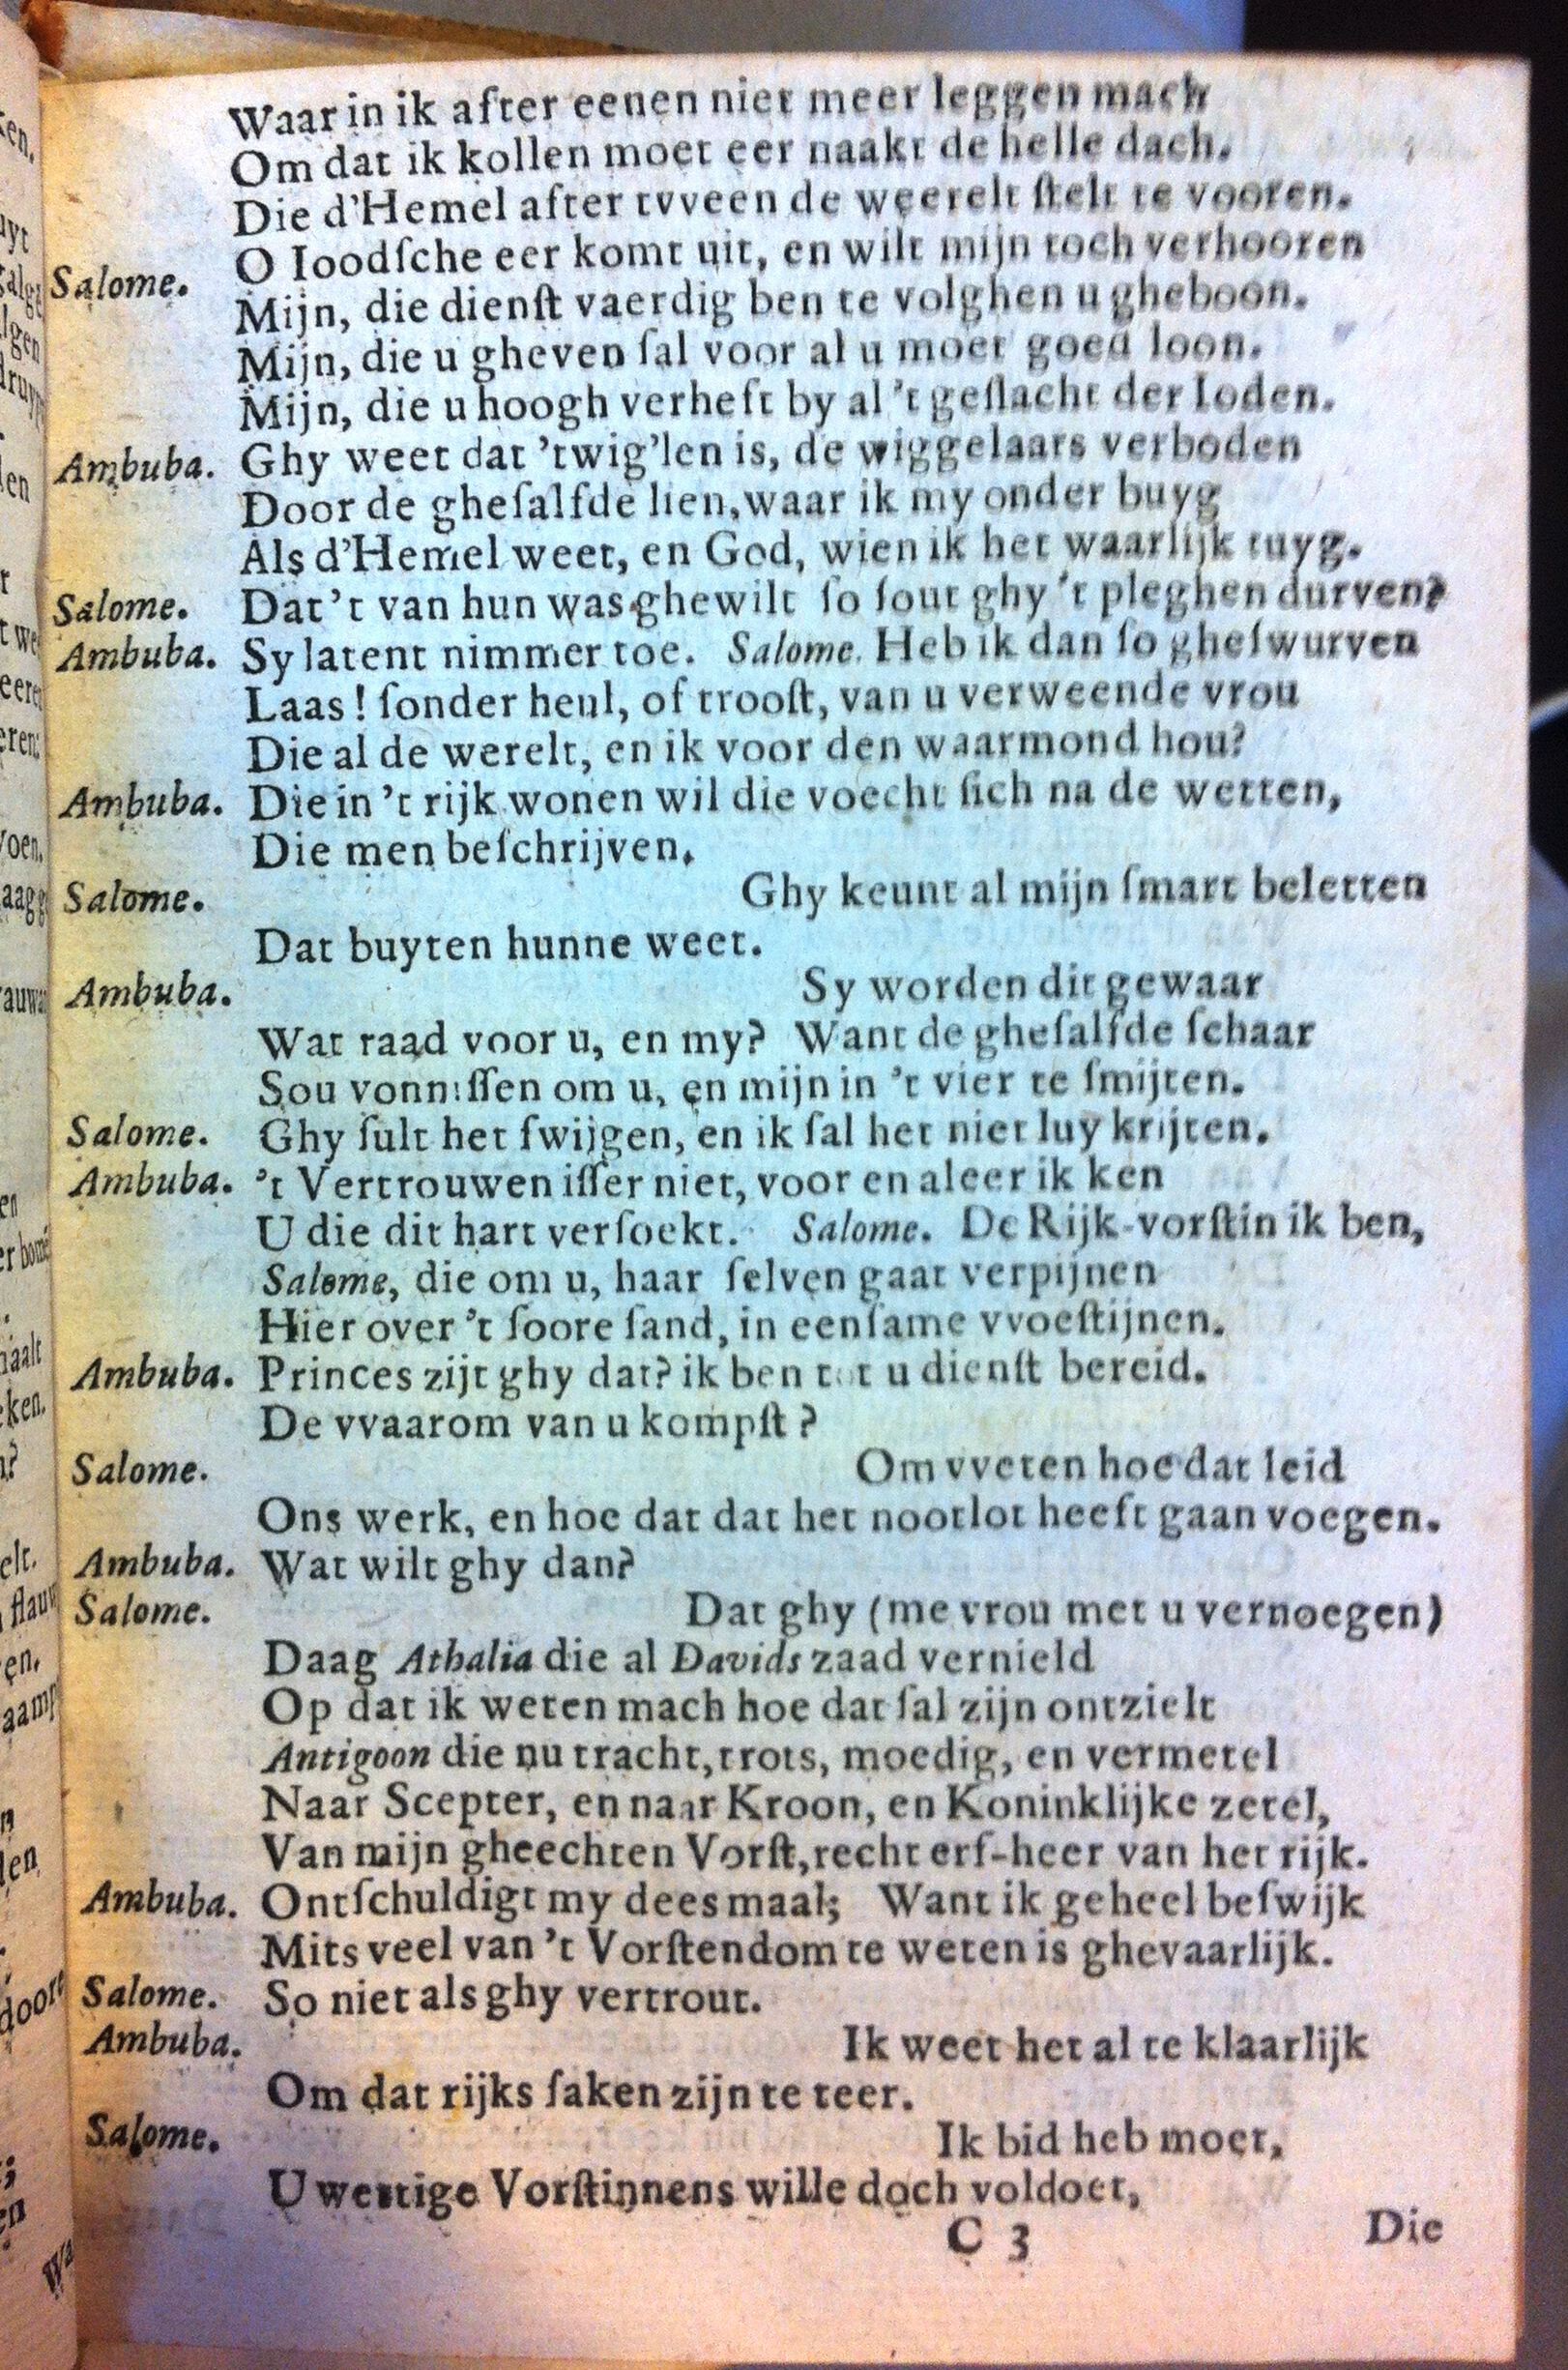 Waar in ik after eenen niet meer leggen mach
Om dat ik kollen moet eer naakt de helle dach.
Die d'Hemel after tvveen de weerelt ſtelt te vooren.
Salome. O Ioodſche eer komt uit, en wilt mijn toch verhooren
Mijn, die dienſt vaerdig ben te volghen u gheboon.
Mijn, die u gheven ſal voor al u moet goed loon.
Mijn, die u hoogh verheft by al 't geſlacht der Ioden.
Ambuba. Ghy weet dat 'twig'len is, de wiggelaars verboden
Door de gheſalfde lien, waar ik my onder buyg
Als d'Hemel weet, en God, wien ik het waarlijk tuyg.
Salome. Dat 't van hun was ghewilt ſo ſout ghy 't pleghen durven?
Ambuba. Sy latent nimmer toe. Salome. Heb ik dan ſo gheſwurven
Laas! ſonder heul, of trooſt, van u verweende vrou
Die al de werelt, en ik voor den waarmond hou?
Ambuba. Die in 't rijk wonen wil die voecht ſich na de wetten,
Die men beſchrijven.
Salome. Ghy keunt al mijn ſmart beletten
Dat buyten hunne weet.
Ambuba. Sy worden dit gewaar
Wat raad voor u, en my? Want de gheſalfde ſchaar
Sou vonniſſen om u, en mijn in 't vier te ſmijten.
Salome. Ghy ſult het ſwijgen, en ik ſal het niet luy krijten.
Ambuba. 't Vertrouwen iſſer niet, voor en aleer ik ken
U die dit hart verſoekt. Salome. De Rijk-vorſtin ik ben,
Salome, die om u, haar ſelven gaat verpijnen
Hier over 't ſoore ſand, in eenſame vvoeſtijnen.
Ambuba. Princes zijt ghy dat? ik ben tot u dienſt bereid.
De vvaarom van u kompſt?
Salome. Om vveten hoe dat leid
Ons werk, en hoe dat dat het nootlot heeft gaan voegen.
Ambuba. Wat wilt ghy dan?
Salome. Dat ghy (me vrou met u vernoegen)
Daag Athalia die al Davids zaad vernield
Op dat ik weten mach hoe dat ſal zijn ontzielt
Antigoon die nu tracht, trots, moedig, en vermetel
Naar Scepter, en naar Kroon, en Koninklijke zetel,
Van mijn gheechten Vorſt, recht erf-heer van het rijk.
Ambuba. Ontſchuldigt my dees maal; Want ik geheel beſwijk
Mits veel van 't Vorſtendom te weten is ghevaarlijk.
Salome. So niet als ghy vertrout.
Ambuba. Ik weet het al te klaarlijk
Om dat rijks ſaken zijn te teer.
Salome. Ik bid heb moet,
U wettige Vorſtinnens wille doch voldoet,
C 3 Die